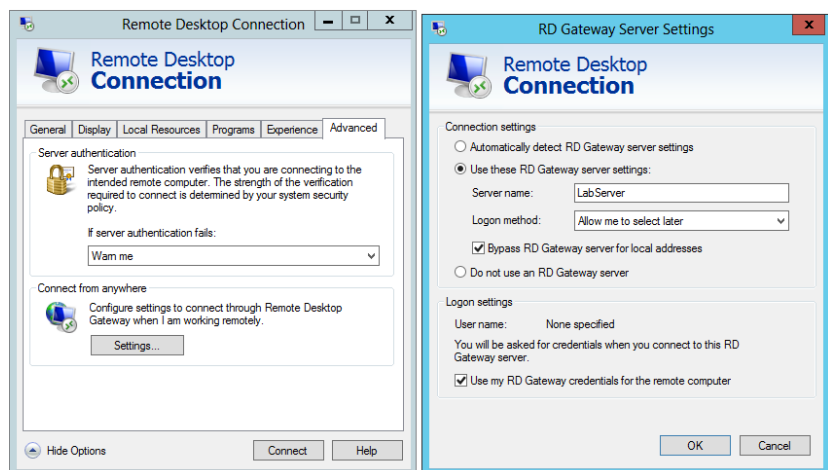 Remote Desktop Connection
Remote Desktop
Connection
General Display Local Resources Programs Experience Advanced
Server authentication
Server authentication verifies that you are connecting to the
intended remote computer. The strength of the verification
required to connect is determined by your system security
policy.
If server authentication fails:
Warn me
Connect from anywhere
Configure settings to connect through Remote Desktop
Gateway when I am working remotely.
Settings...
Hide Options
Connect
Help
RD Gateway Server Settings
Remote Desktop
Connection
Connection settings
Automatically detect RD Gateway server settings
Use these RD Gateway server settings:
Server name: LabServer
Logon method: Allow me to select later
Bypass RD Gateway server for local addresses
Do not use an RD Gateway server
Logon settings
User name: None specified
You will be asked for credentials when you connect to this RD
Gateway server.
Use my RD Gateway credentials for the remote computer
OK
Cancel